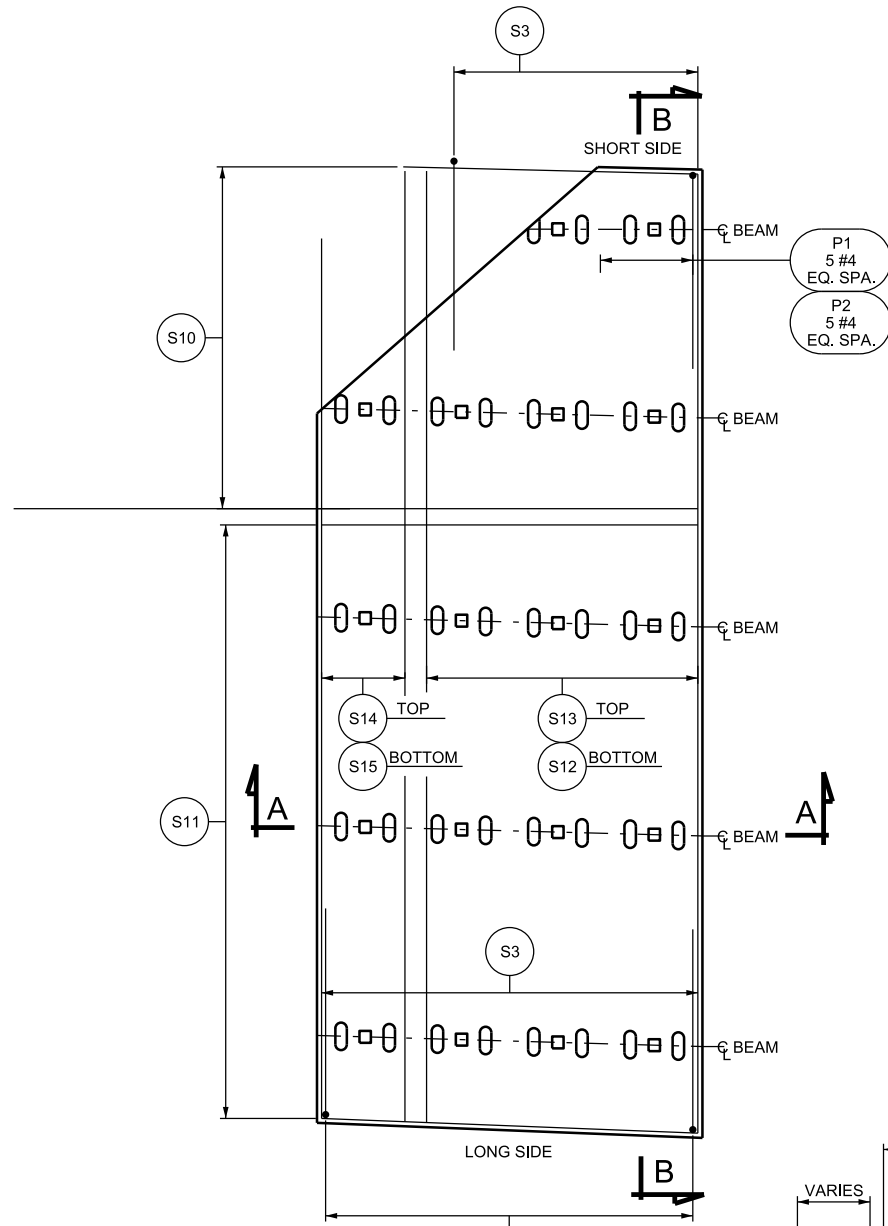 S3
B
SHORT SIDE
℄ BEAM
P1
5 #4
EQ. SPA.
P2
5 #4
EQ. SPA.
S10
℄ BEAM
℄ BEAM
S14 TOP
S13 TOP
S15 BOTTOM
S12 BOTTOM
A
A
S11
℄ BEAM
S3
℄ BEAM
LONG SIDE
B
VARIES